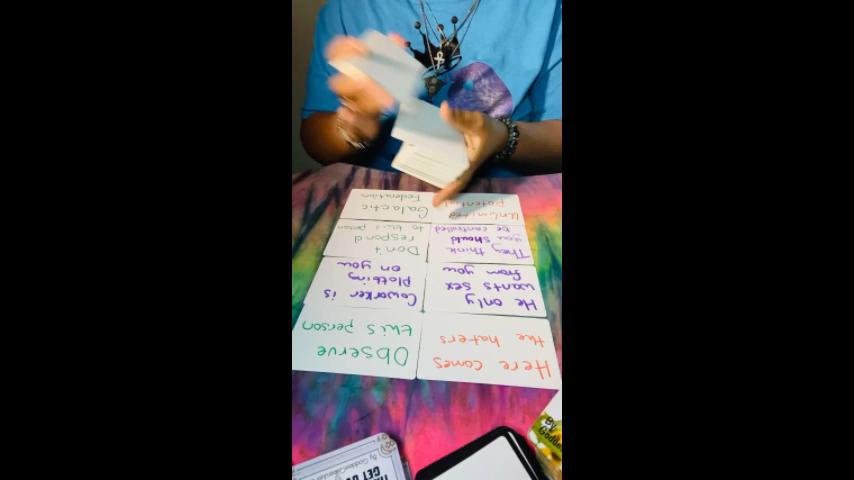 Here comes
the haters
Observe
this person
He only
wants sex
from you
Coworker is
Plotting
on you
They think
you should
be controlled
Don't
respond
to this person
Unlimited
Potential
Galactic
Federation
By